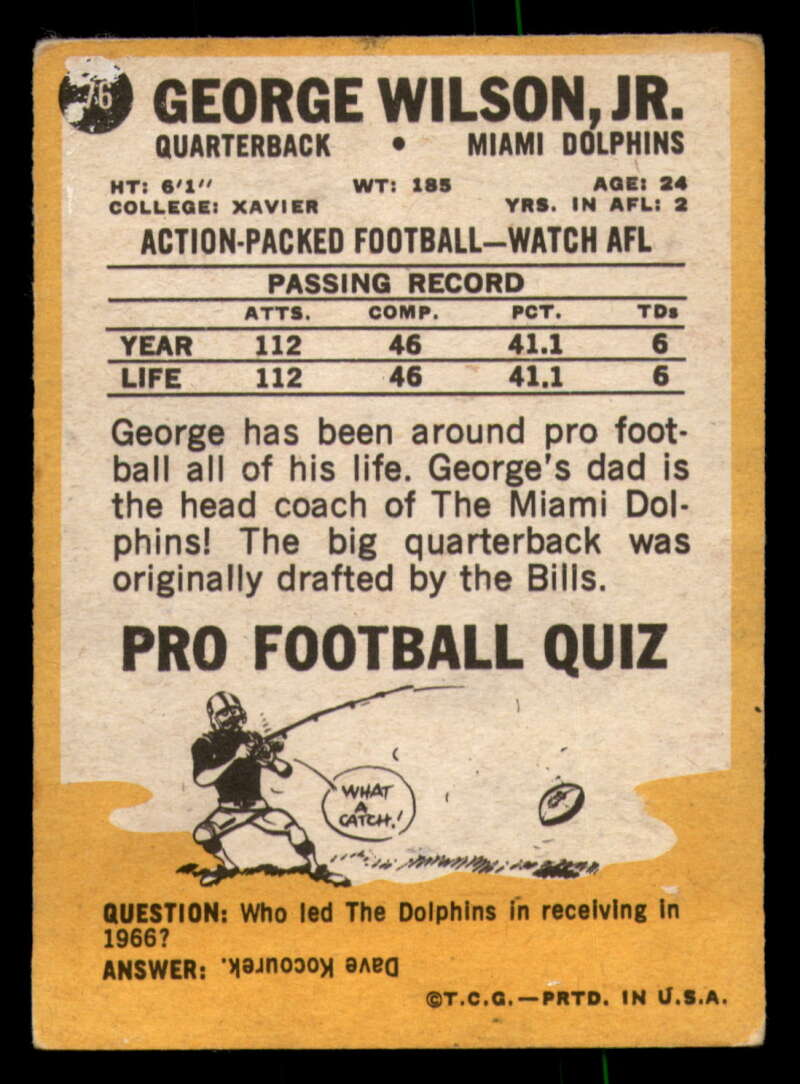 76
GEORGE WILSON, JR.
QUARTERBACK • MIAMI DOLPHINS
HT: 6'1" WT: 185 AGE: 24
COLLEGE: XAVIER YRS. IN AFL: 2
ACTION-PACKED FOOTBALL—WATCH AFL
PASSING RECORD
ATTS. COMP. PCT. TDs
YEAR 112 46 41.1 6
LIFE 112 46 41.1 6
George has been around pro foot-
ball all of his life. George's dad is
the head coach of The Miami Dol-
phins! The big quarterback was
originally drafted by the Bills.
PRO FOOTBALL QUIZ
WHAT
A
CATCH!
QUESTION: Who led The Dolphins in receiving in
1966?
ANSWER: Dave Kocourek.
©T.C.G.—PRTD. IN U.S.A.